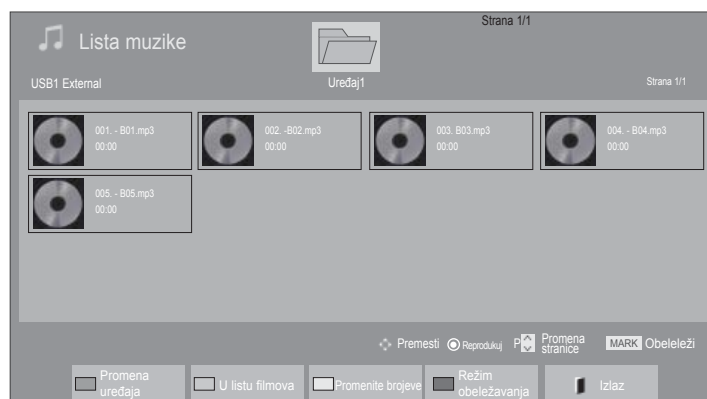 Strana 1/1
Lista muzike
USB1 External
Uređaj1
Strana 1/1
001. - B01.mp3
00:00
002. -B02.mp3
00:00
003. B03.mp3
00:00
004. - B04.mp3
00:00
005. - B05.mp3
00:00
Premesti
Reprodukuj
P
Promena
stranice
MARK
Obeleleži
Promena
uređaja
U listu filmova
Promenite brojeve
Režim
obeležavanja
Izlaz